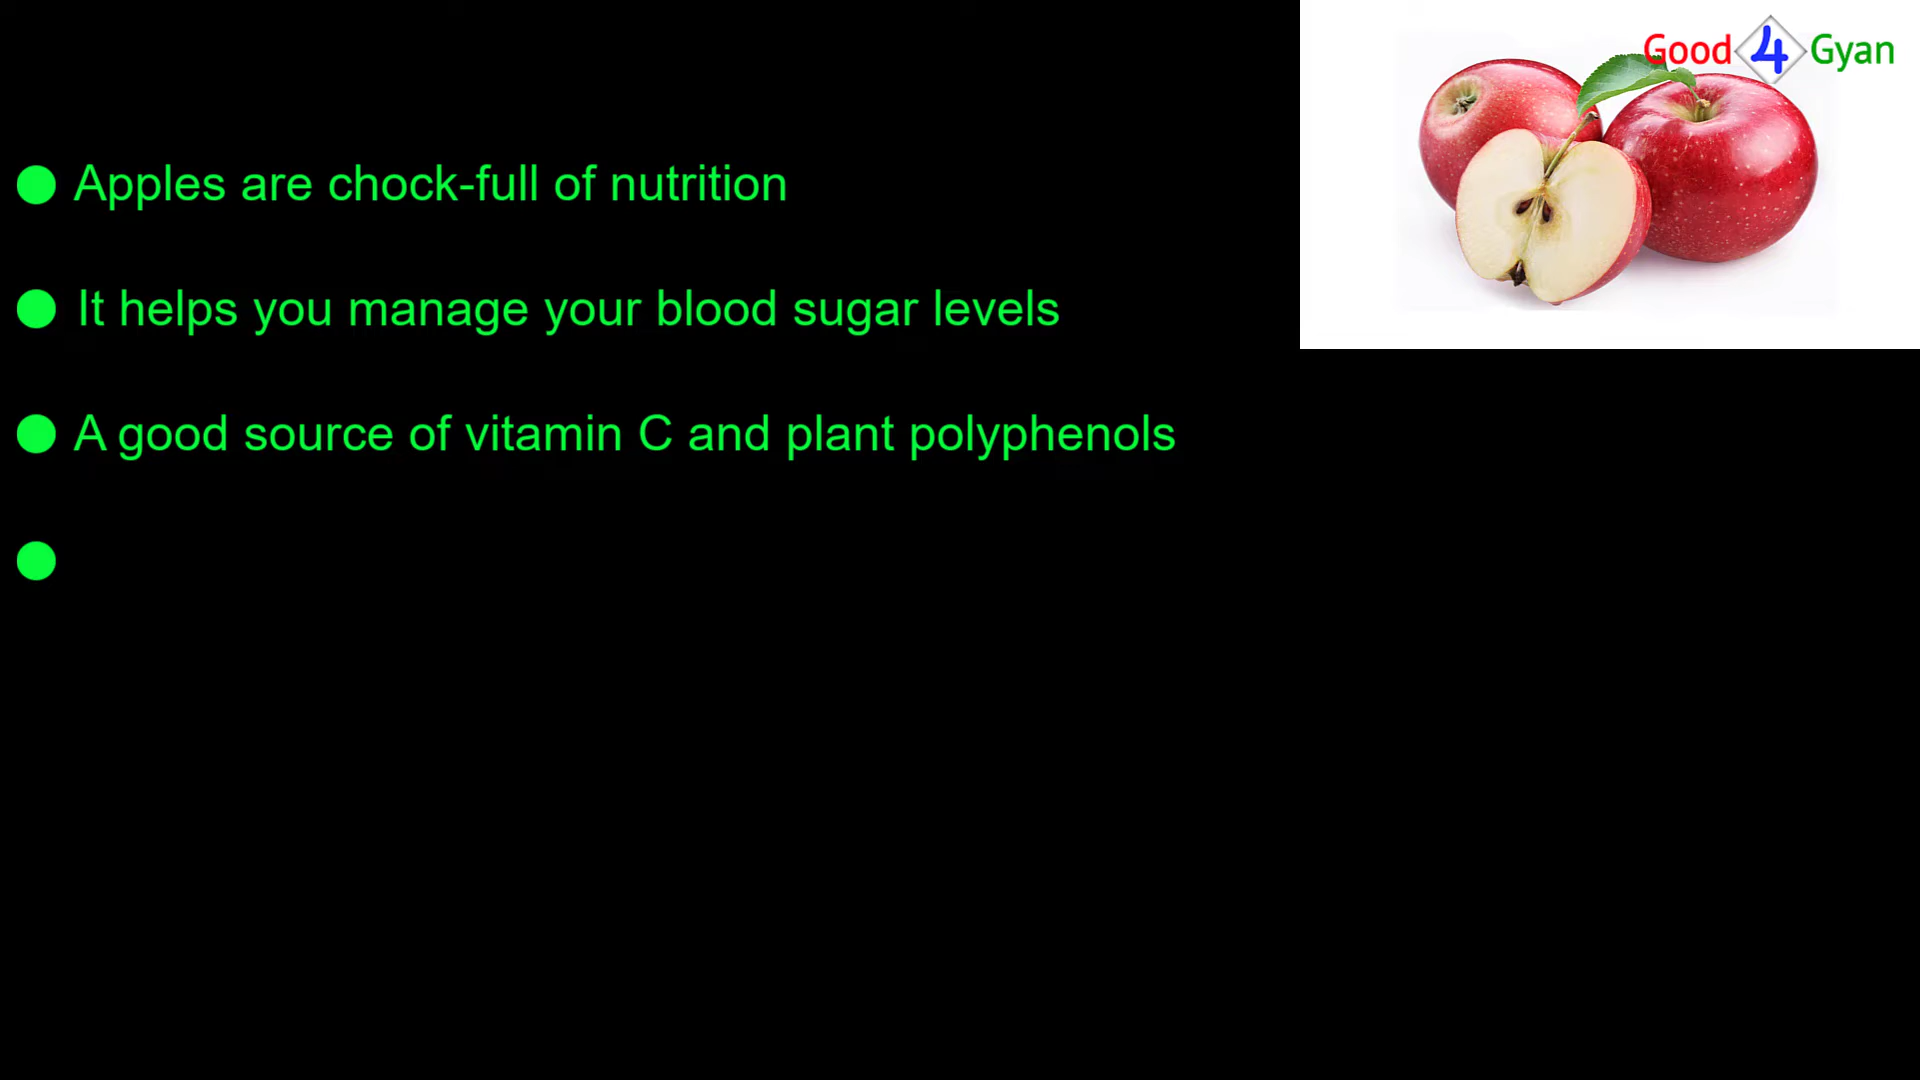 Good 4 Gyan
Apples are chock-full of nutrition
It helps you manage your blood sugar levels
A good source of vitamin C and plant polyphenols